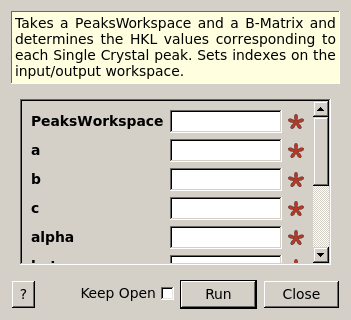 Takes a PeaksWorkspace and a B-Matrix and
determines the HKL values corresponding to
each Single Crystal peak. Sets indexes on the
input/output workspace.
PeaksWorkspace
a
b
c
alpha
?
Keep Open
Run
Close